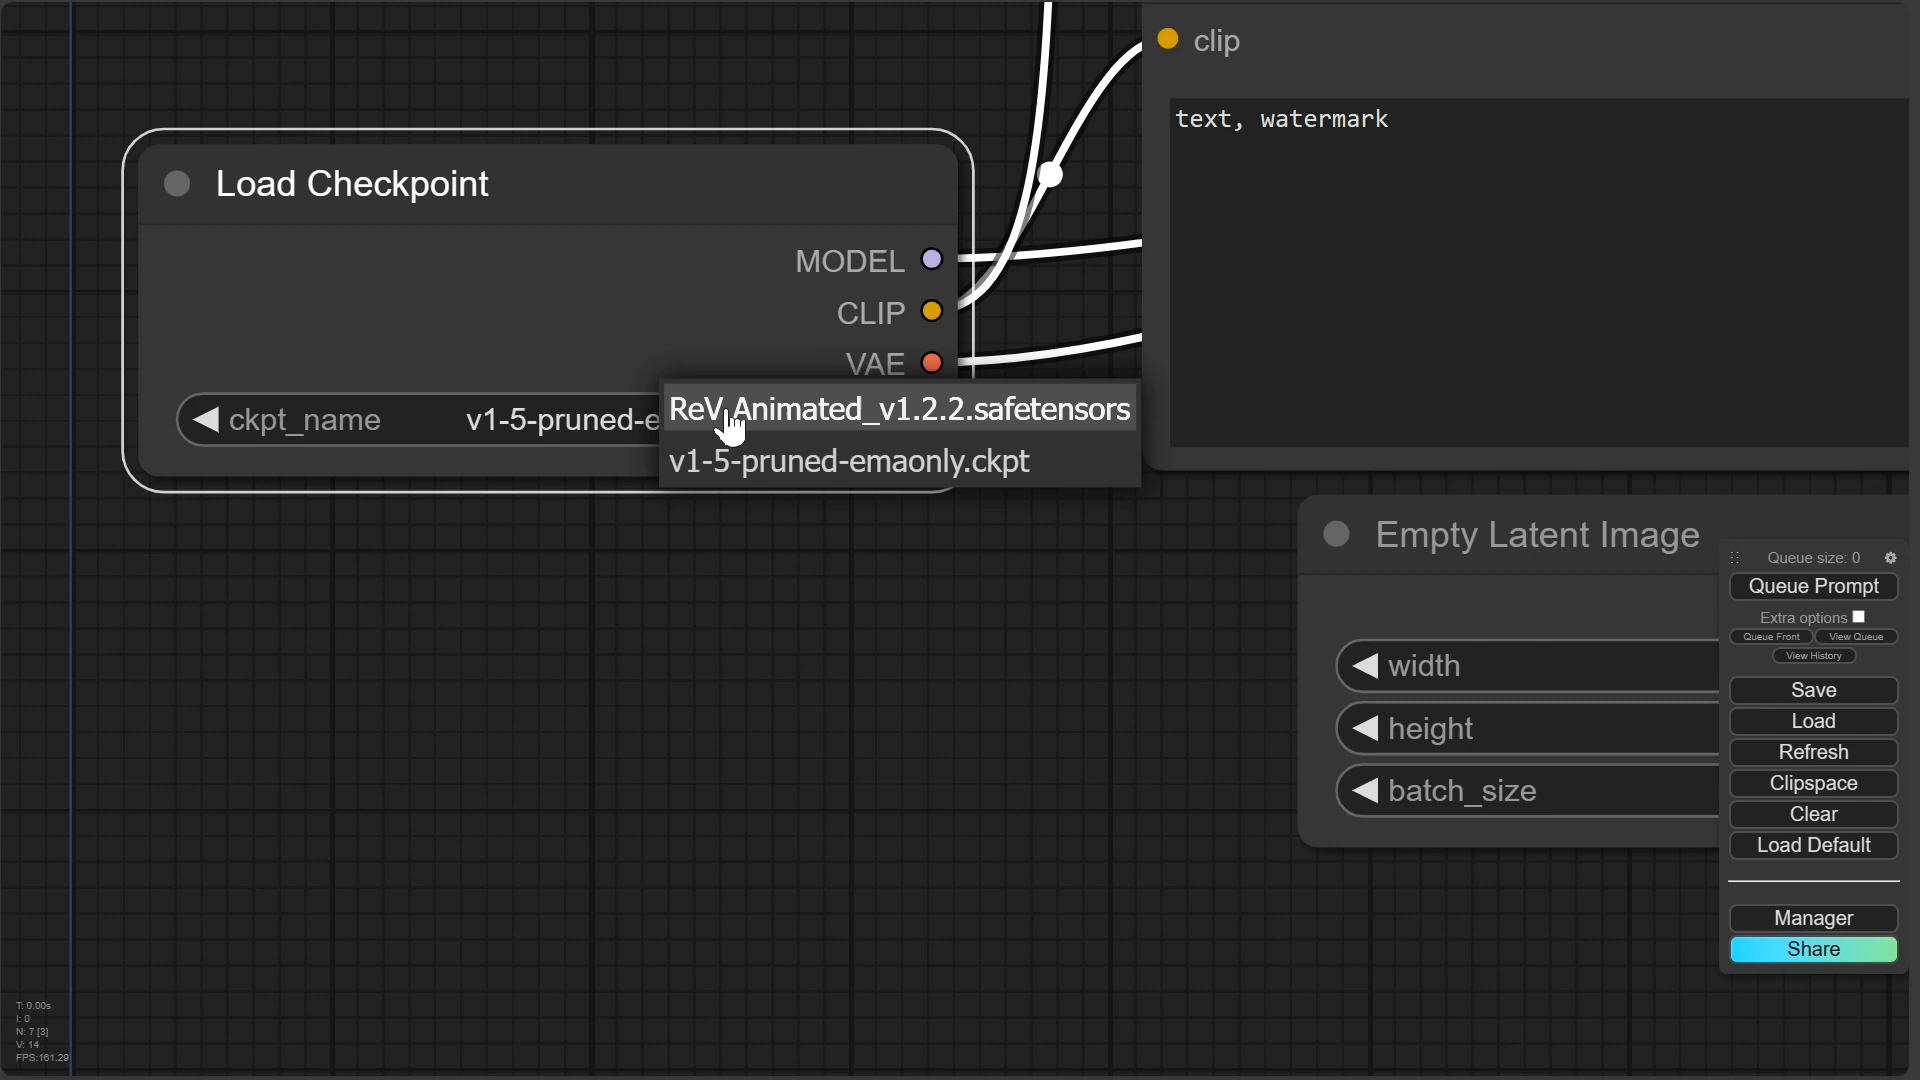 clip
text, watermark
Load Checkpoint
MODEL
CLIP
VAE
ckpt_name v1-5-pruned-e
ReV_Animated_v1.2.2.safetensors
v1-5-pruned-emaonly.ckpt
Empty Latent Image
width
height
batch_size
Queue size: 0
Queue Prompt
Extra options
Queue Front View Queue
View History
Save
Load
Refresh
Clipspace
Clear
Load Default
Manager
Share
T: 0.00s
I: 0
N: 7 [3]
V: 14
FPS:161.29